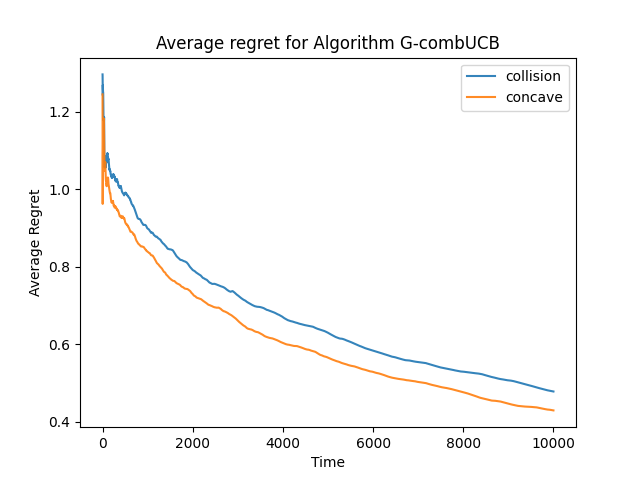 Average regret for Algorithm G-combUCB
collision
concave
Average Regret
1.2
1.0
0.8
0.6
0.4
0 2000 4000 6000 8000 10000
Time